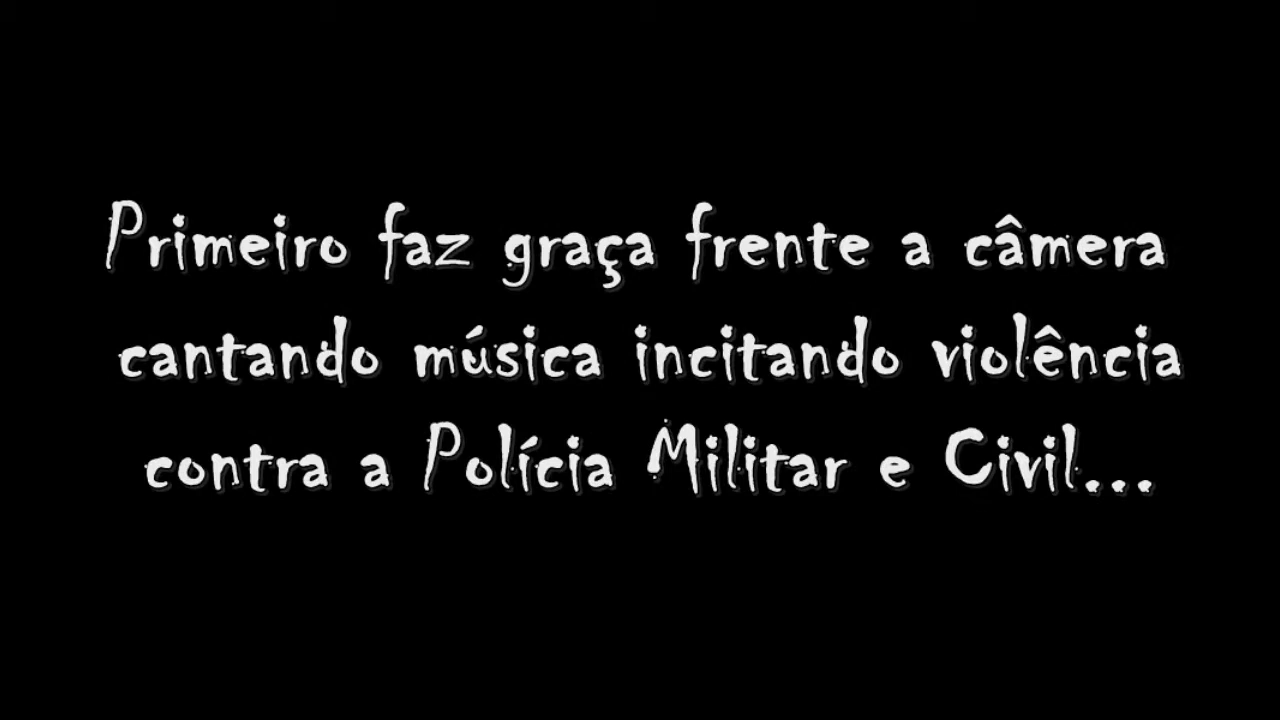 Primeiro faz graça frente a câmera
cantando música incitando violência
contra a Polícia Militar e Civil...